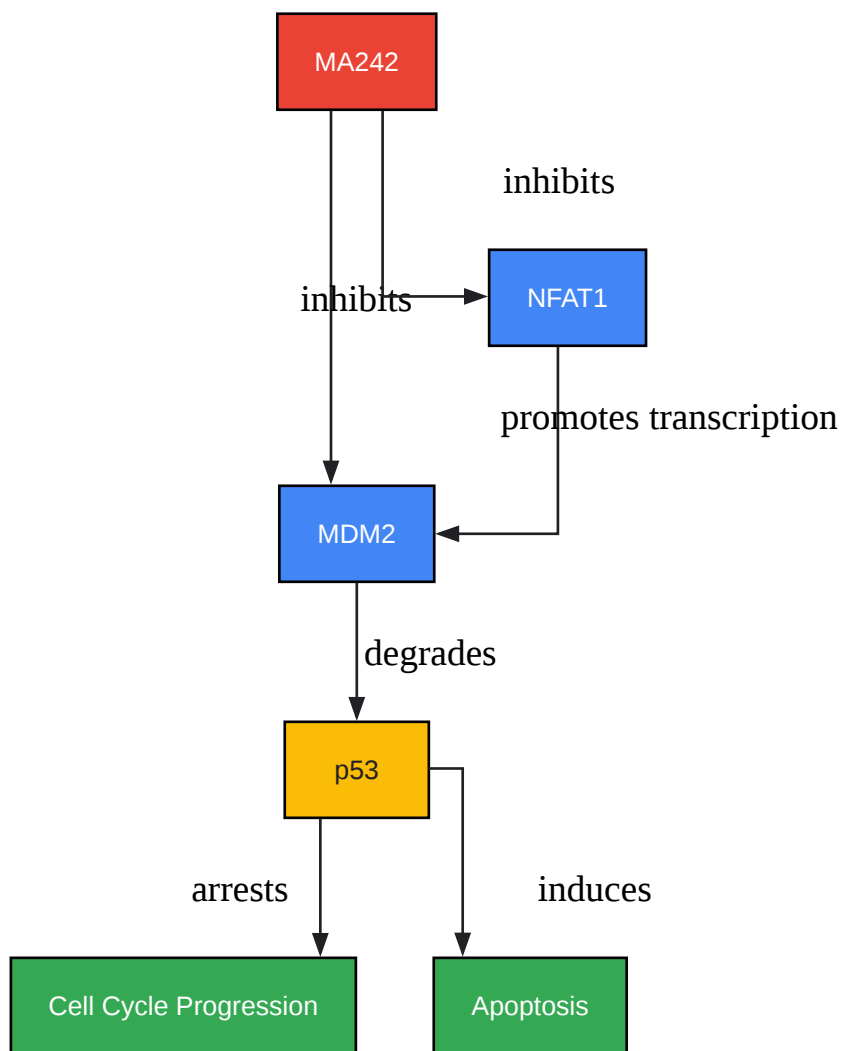 MA242
inhibits
inhibits
NFAT1
promotes transcription
MDM2
degrades
p53
arrests
induces
Cell Cycle Progression
Apoptosis